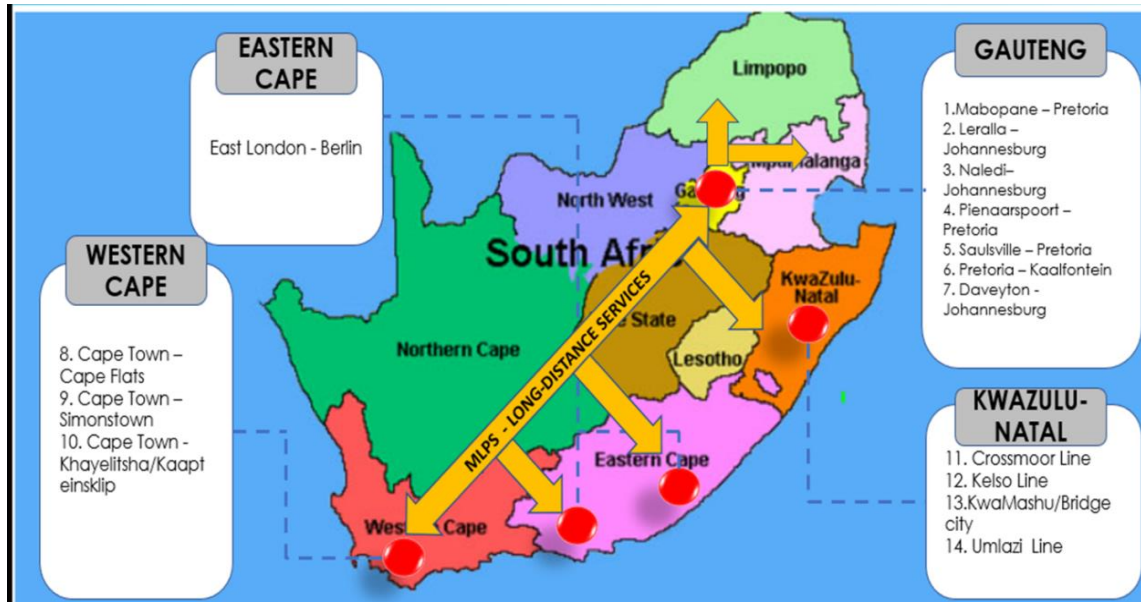 EASTERN
CAPE
East London - Berlin
WESTERN
CAPE
8. Cape Town –
Cape Flats
9. Cape Town –
Simonstown
10. Cape Town -
Khayelitsha/Kaapt
einsklip
Limpopo
North West
South Afri
Northern Cape
e State
Lesotho
KwaZulu-
Natal
Eastern Cape
MLPS - LONG-DISTANCE SERVICES
GAUTENG
1.Mabopane – Pretoria
2. Leralla –
Johannesburg
3. Naledi–
Johannesburg
4. Pienaarspoort –
Pretoria
5. Saulsville – Pretoria
6. Pretoria – Kaalfontein
7. Daveyton -
Johannesburg
KWAZULU-
NATAL
11. Crossmoor Line
12. Kelso Line
13.KwaMashu/Bridge
city
14. Umlazi Line